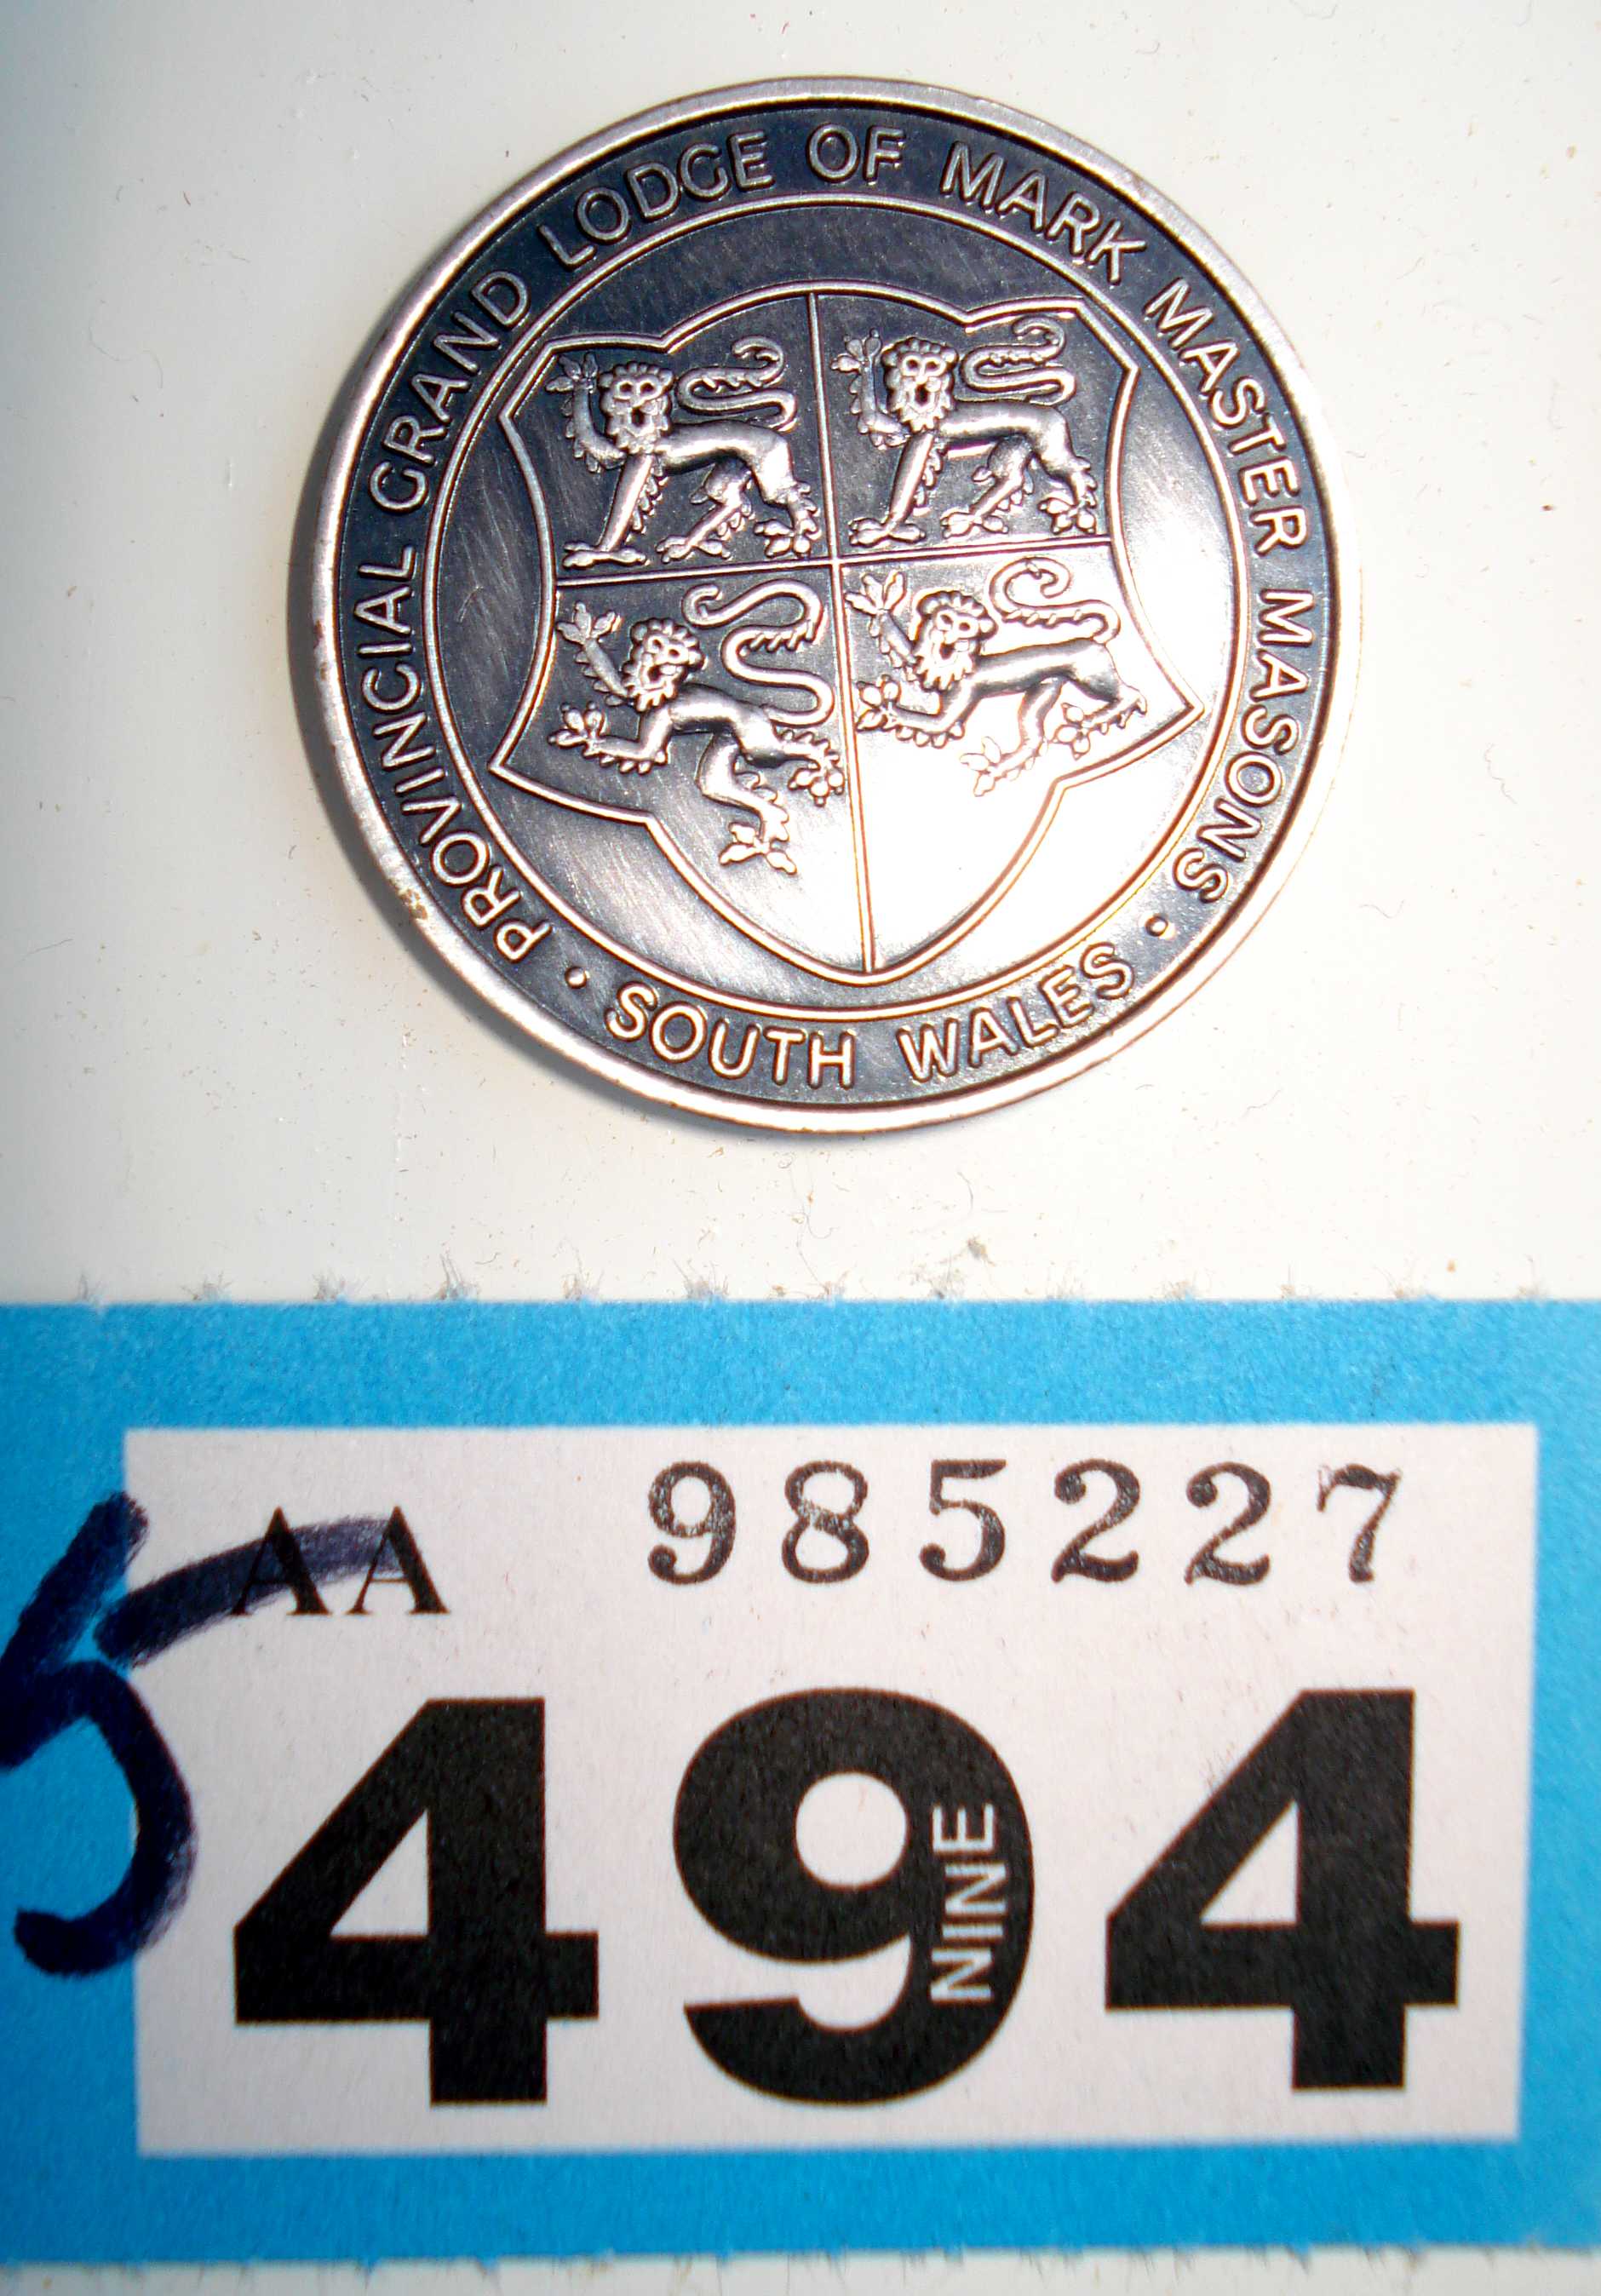 PROVINCIAL GRAND LODGE OF MARK MASTER MASONS
• SOUTH WALES •
AA 985227
5
494
NINE